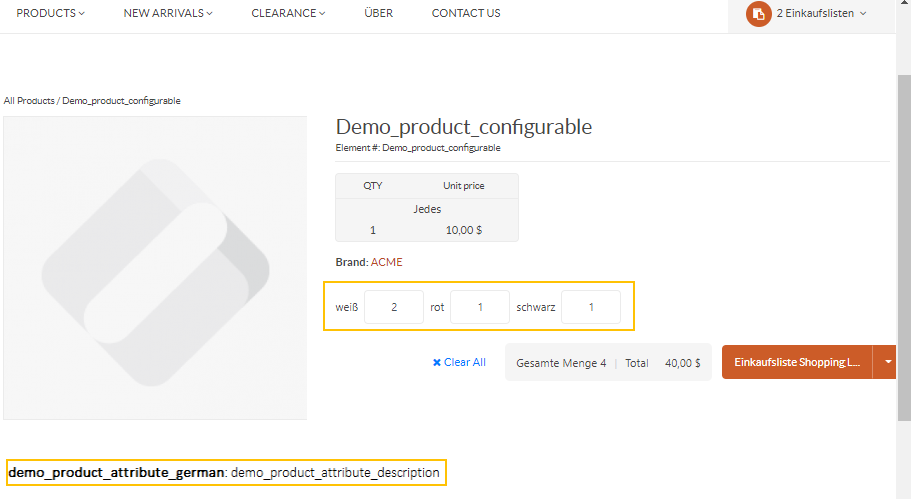 PRODUCTS NEW ARRIVALS CLEARANCE ÜBER CONTACT US 2 Einkaufslisten
All Products / Demo_product_configurable
Demo_product_configurable
Element #: Demo_product_configurable
QTY Unit price
Jedes
1 10,00 $
Brand: ACME
weiß 2 rot 1 schwarz 1
Clear All Gesamte Menge 4 | Total 40,00 $ Einkaufsliste Shopping L...
demo_product_attribute_german: demo_product_attribute_description